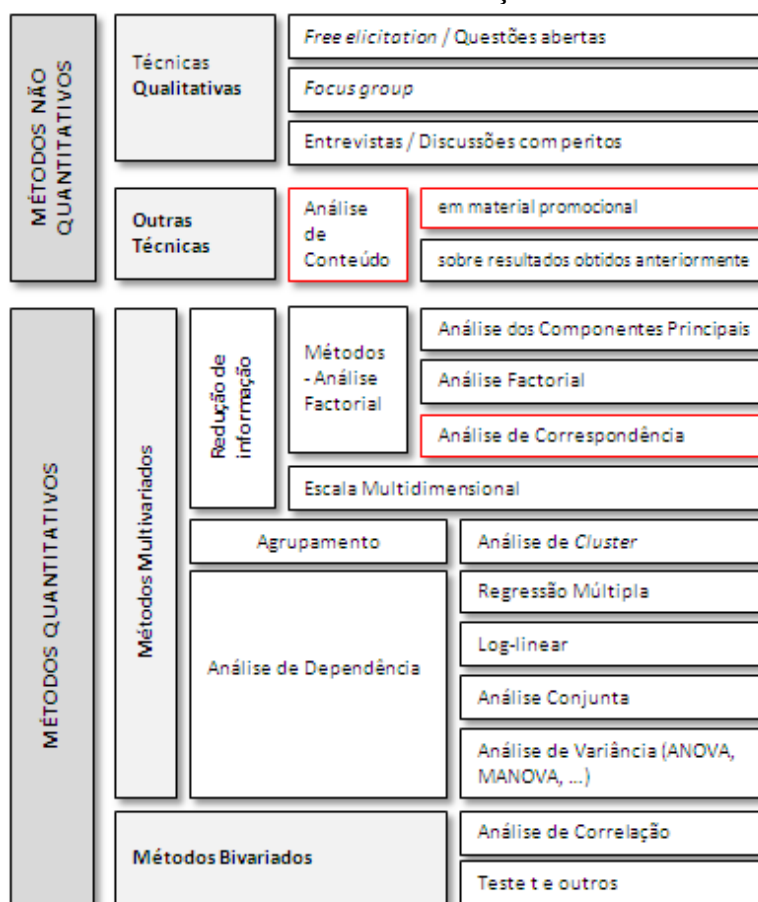 MÉTODOS NÃO
QUANTITATIVOS
Técnicas
Qualitativas
Free elicitation / Questões abertas
Focus group
Entrevistas / Discussões com peritos
Outras
Técnicas
Análise
de
Conteúdo
em material promocional
sobre resultados obtidos anteriormente
MÉTODOS QUANTITATIVOS
Métodos Multivariados
Redução de
informação
Métodos
- Análise
Factorial
Análise dos Componentes Principais
Análise Factorial
Análise de Correspondência
Escala Multidimensional
Agrupamento
Análise de Cluster
Análise de Dependência
Regressão Múltipla
Log-linear
Análise Conjunta
Análise de Variância (ANOVA,
MANOVA, ...)
Métodos Bivariados
Análise de Correlação
Teste t e outros